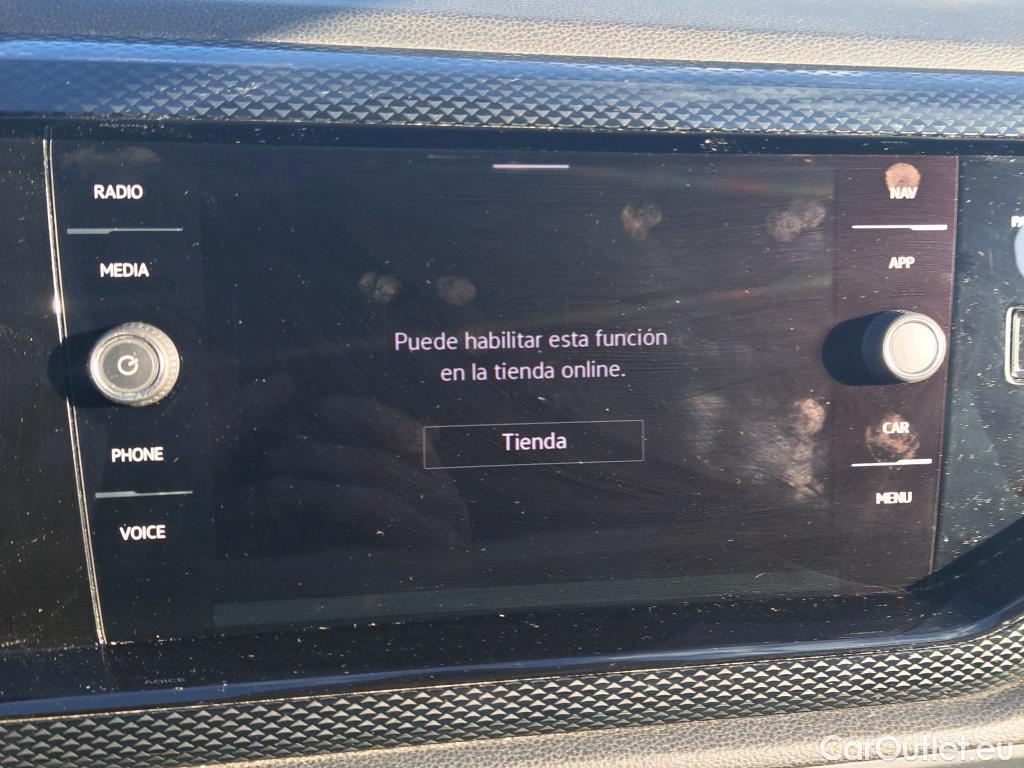 RADIO
MEDIA
PHONE
VOICE
Puede habilitar esta función
en la tienda online.
Tienda
NAV
APP
CAR
MENU
CarOutlet.eu